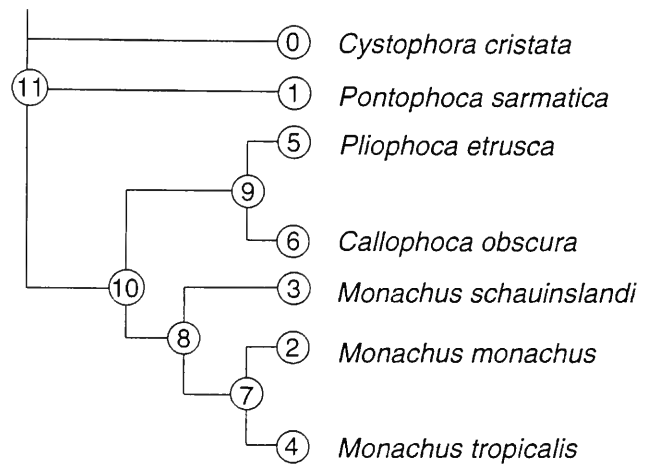 0 Cystophora cristata
11
1 Pontophoca sarmatica
5 Pliophoca etrusca
9
6 Callophoca obscura
10
3 Monachus schauinslandi
8
2 Monachus monachus
7
4 Monachus tropicalis